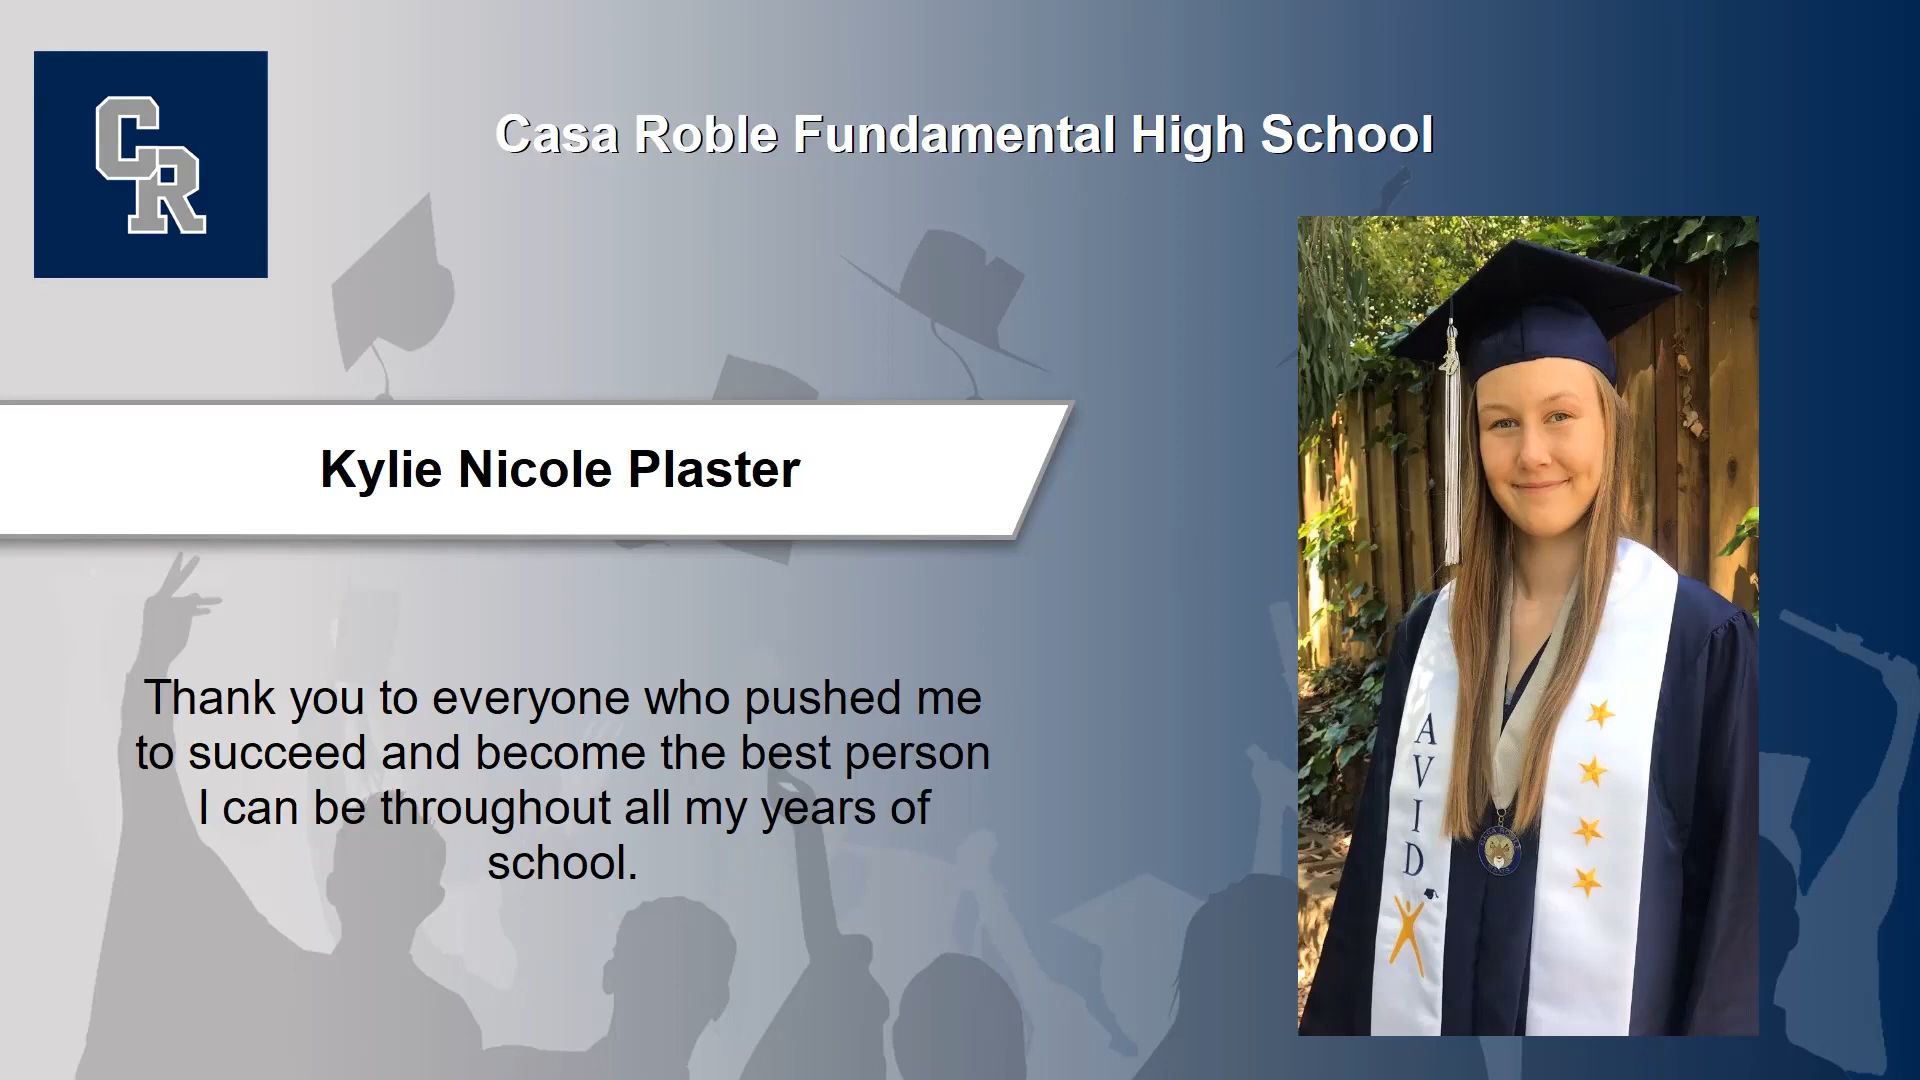 CR
Casa Roble Fundamental High School
Kylie Nicole Plaster
Thank you to everyone who pushed me
to succeed and become the best person
I can be throughout all my years of
school.
AVID